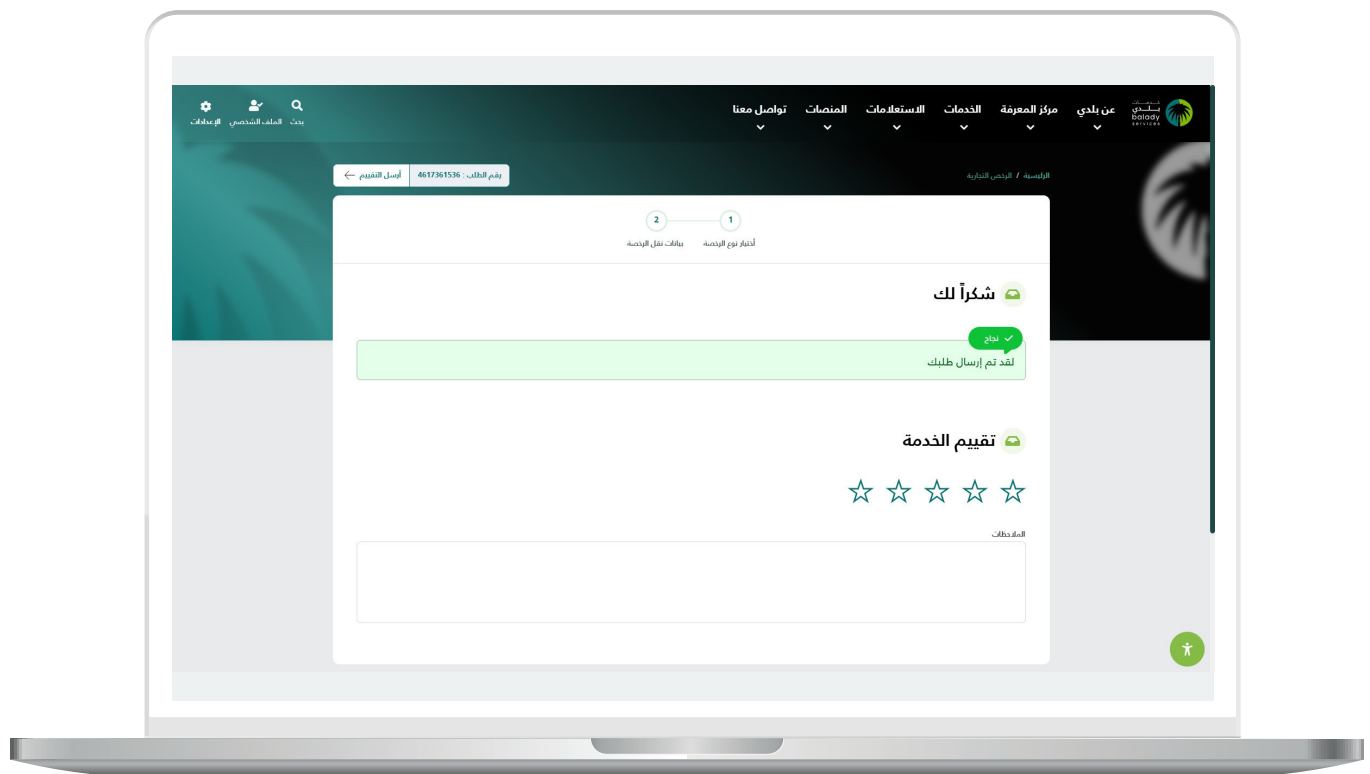 خدمات
بلدي
balady
services
عن بلدي
مركز المعرفة
الخدمات
الاستعلامات
المنصات
تواصل معنا
بحث
الملف الشخصي
الإعدادات
الرئيسية / الرخص التجارية
رقم الطلب : 4617361536
أرسل التقييم
1
2
أختيار نوع الرخصة
بيانات نقل الرخصة
شكراً لك
نجاح
لقد تم إرسال طلبك
تقييم الخدمة
الملاحظات